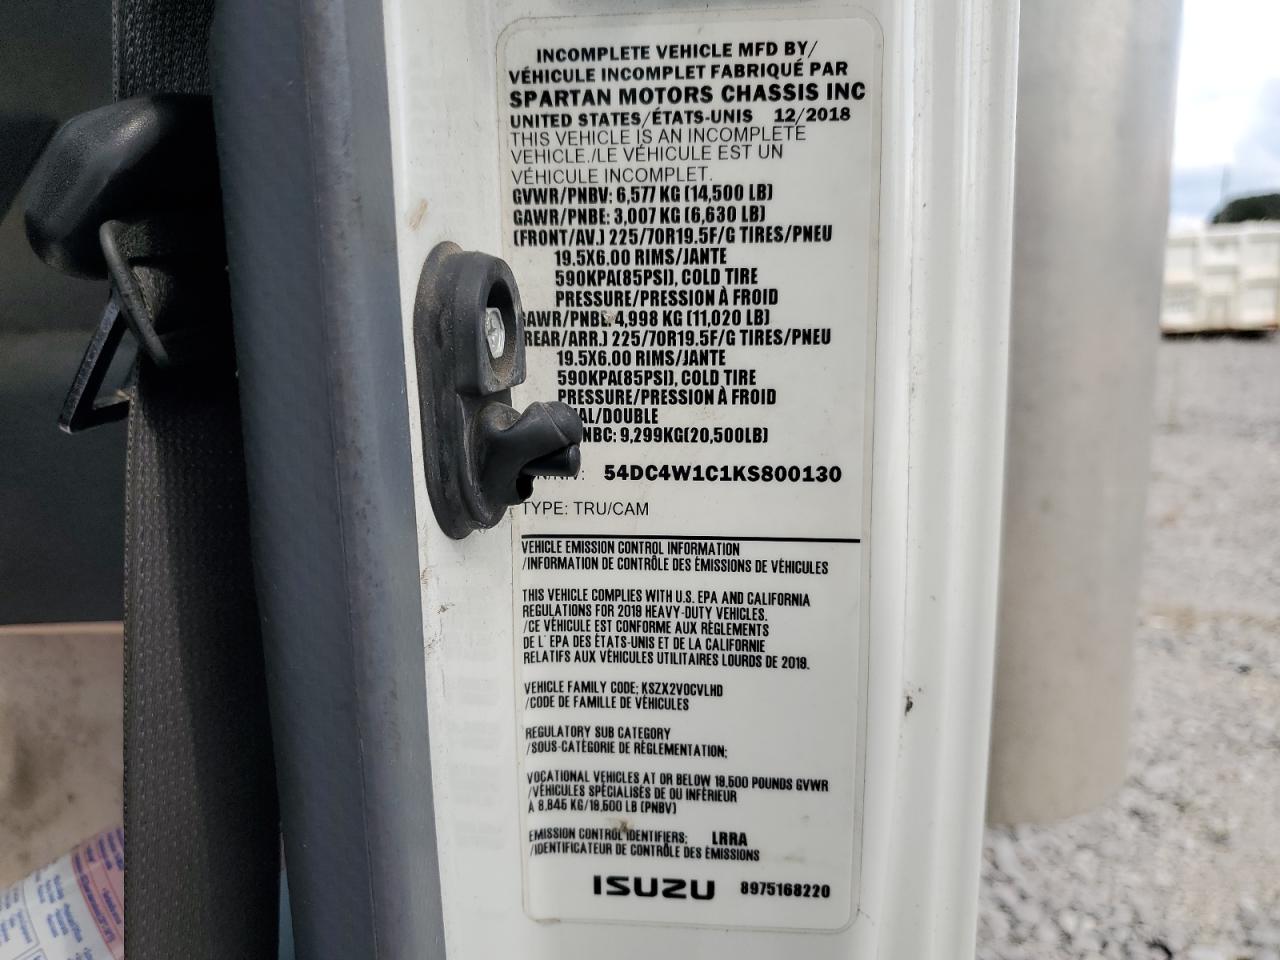 INCOMPLETE VEHICLE MFD BY/
VÉHICULE INCOMPLET FABRIQUÉ PAR
SPARTAN MOTORS CHASSIS INC
UNITED STATES/ÉTATS-UNIS 12/2018
THIS VEHICLE IS AN INCOMPLETE
VEHICLE./LE VÉHICULE EST UN
VÉHICULE INCOMPLET.
GVWR/PNBV: 6,577 KG (14,500 LB)
GAWR/PNBE: 3,007 KG (6,630 LB)
(FRONT/AV.) 225/70R19.5F/G TIRES/PNEU
19.5X6.00 RIMS/JANTE
590KPA(85PSI), COLD TIRE
PRESSURE/PRESSION À FROID
GAWR/PNBE: 4,998 KG (11,020 LB)
REAR/ARR.) 225/70R19.5F/G TIRES/PNEU
19.5X6.00 RIMS/JANTE
590KPA(85PSI), COLD TIRE
PRESSURE/PRESSION À FROID
AL/DOUBLE
NBC: 9,299KG(20,500LB)
54DC4W1C1KS800130
TYPE: TRU/CAM
VEHICLE EMISSION CONTROL INFORMATION
/INFORMATION DE CONTRÔLE DES ÉMISSIONS DE VÉHICULES
THIS VEHICLE COMPLIES WITH U.S. EPA AND CALIFORNIA
REGULATIONS FOR 2019 HEAVY-DUTY VEHICLES.
/CE VÉHICULE EST CONFORME AUX RÈGLEMENTS
DE L'EPA DES ÉTATS-UNIS ET DE LA CALIFORNIE
RELATIFS AUX VÉHICULES UTILITAIRES LOURDS DE 2019.
VEHICLE FAMILY CODE: KSZX2VOCVLHD
/CODE DE FAMILLE DE VÉHICULES
REGULATORY SUB CATEGORY
/SOUS-CATÉGORIE DE RÉGLEMENTATION:
VOCATIONAL VEHICLES AT OR BELOW 19,500 POUNDS GVWR
/VÉHICULES SPÉCIALISÉS DE OU INFÉRIEUR
À 8,845 KG/19,500 LB (PNBV)
EMISSION CONTROL IDENTIFIERS: LRRA
/IDENTIFICATEUR DE CONTRÔLE DES ÉMISSIONS
ISUZU 8975168220